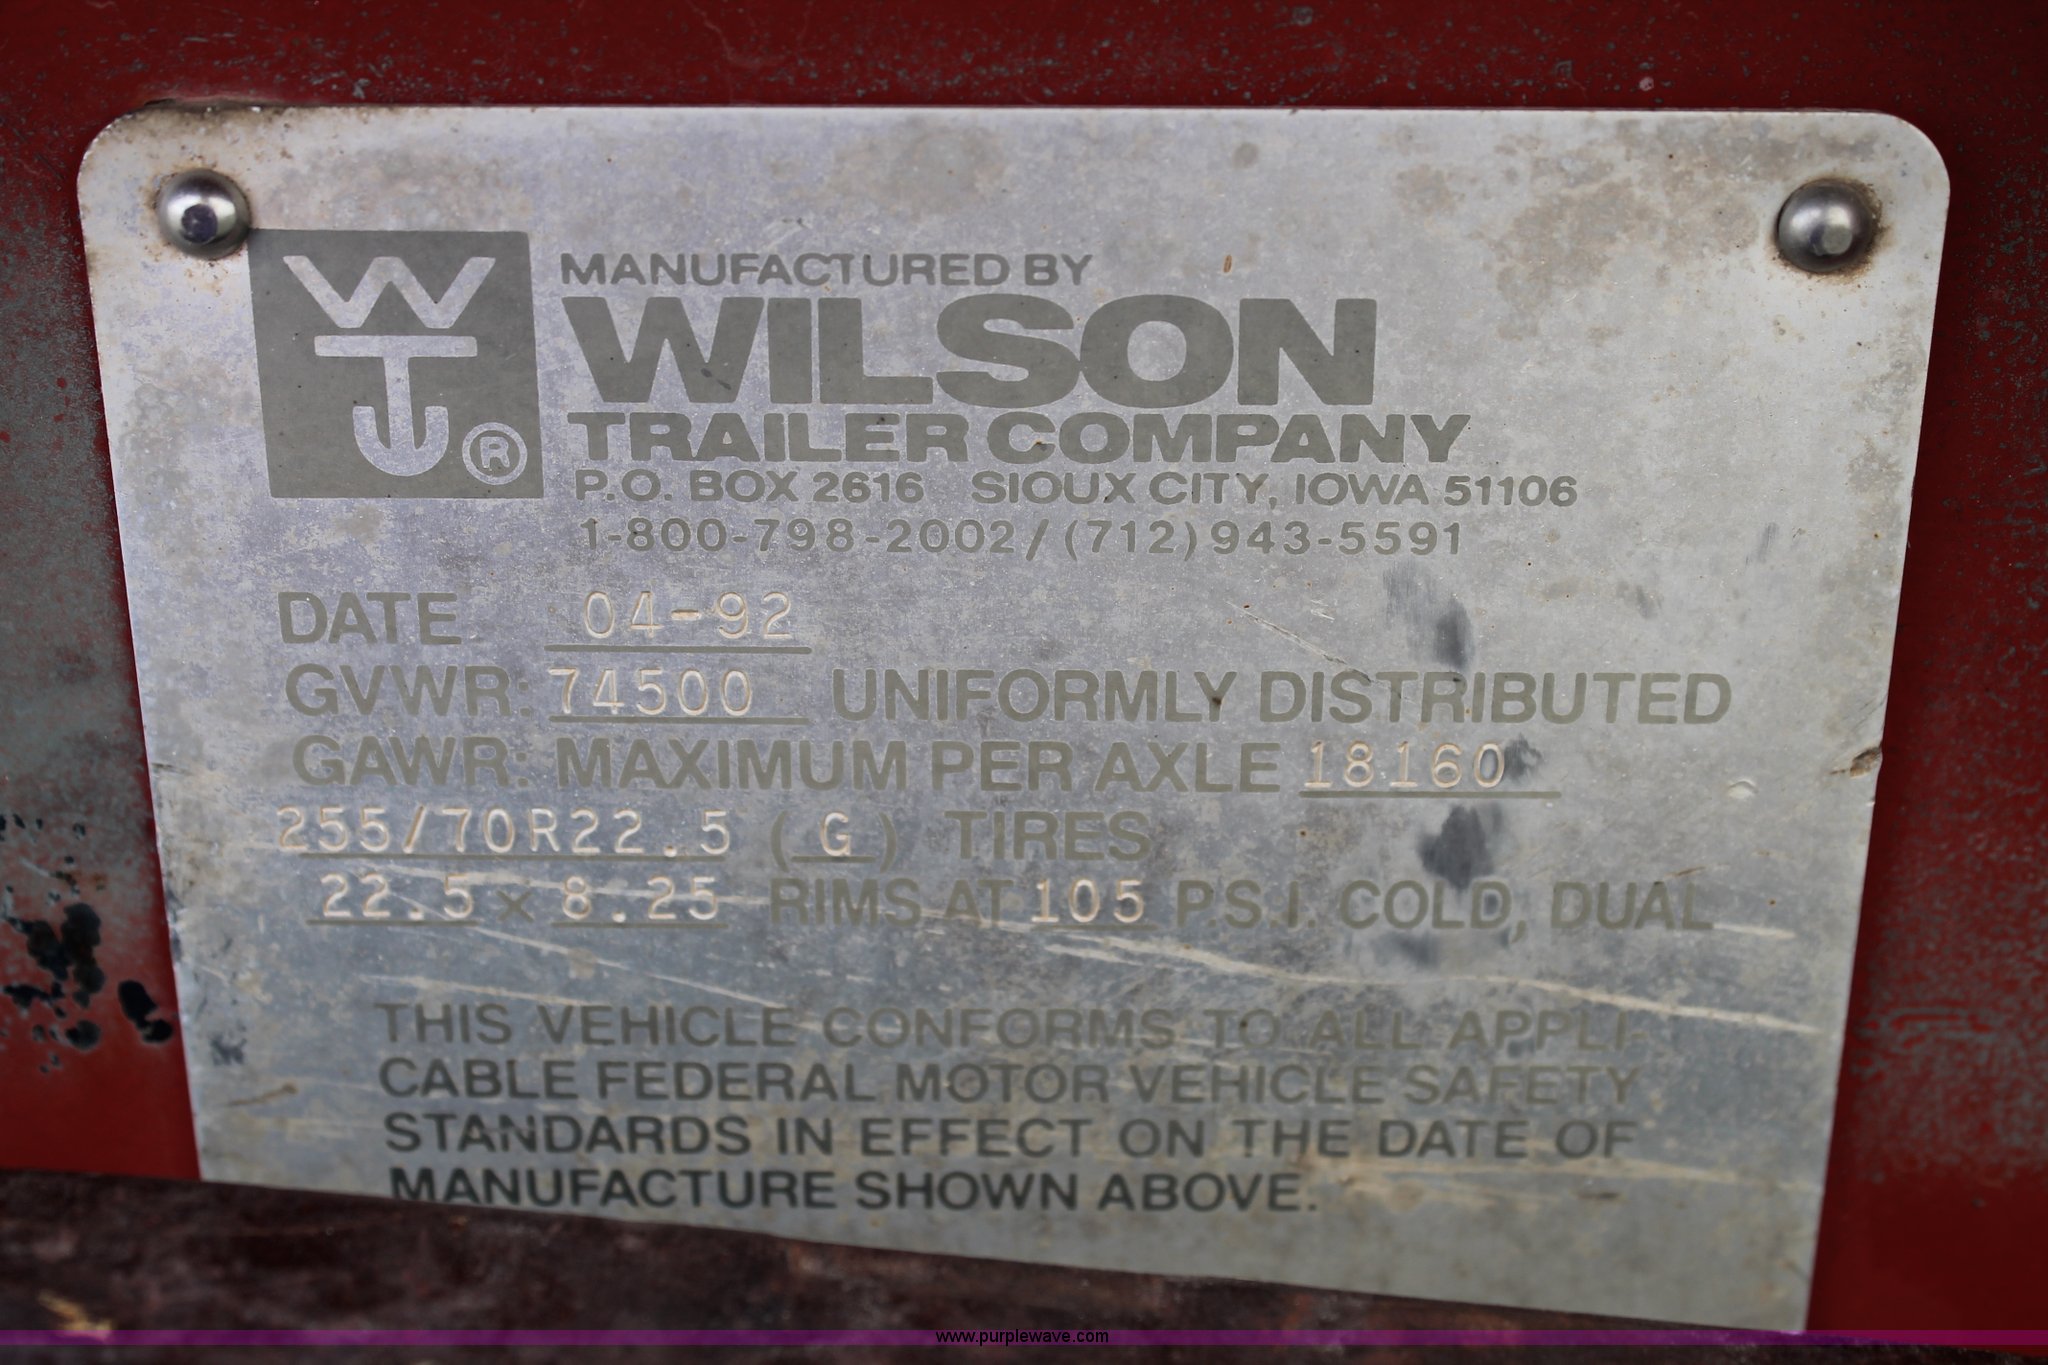 WT
®
MANUFACTURED BY
WILSON
TRAILER COMPANY
P.O. BOX 2616 SIOUX CITY, IOWA 51106
1-800-798-2002/(712)943-5591
DATE 04-92
GVWR: 74500 UNIFORMLY DISTRIBUTED
GAWR: MAXIMUM PER AXLE 18160
255/70R22.5 (G) TIRES
22.5 x 8.25 RIMS AT 105 P.S.I. COLD, DUAL
THIS VEHICLE CONFORMS TO ALL APPLI-
CABLE FEDERAL MOTOR VEHICLE SAFETY
STANDARDS IN EFFECT ON THE DATE OF
MANUFACTURE SHOWN ABOVE.
www.purplewave.com